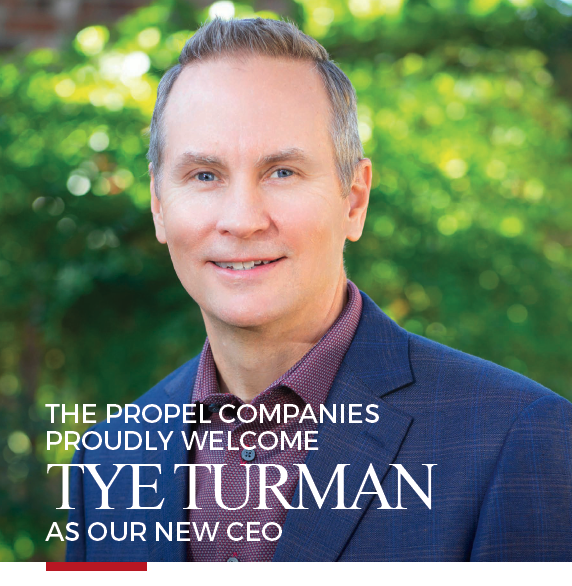 THE PROPEL COMPANIES
PROUDLY WELCOME
TYE TURMAN
AS OUR NEW CEO